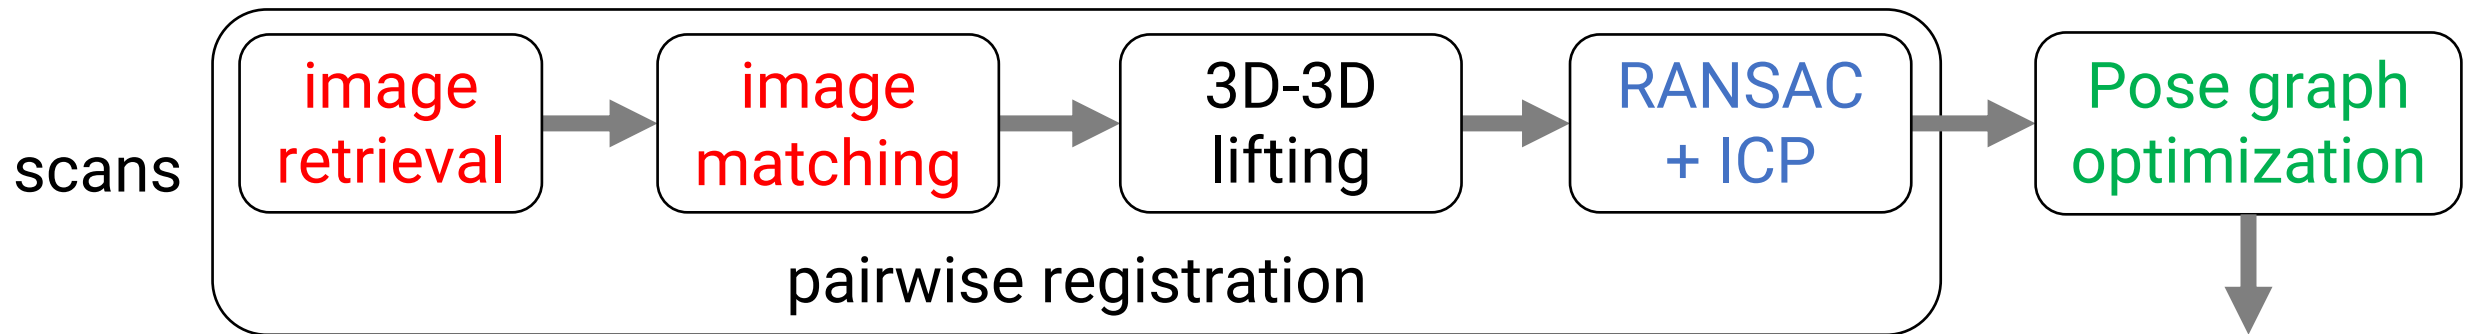 scans
image
retrieval
image
matching
3D-3D
lifting
RANSAC
+ ICP
Pose graph
optimization
pairwise registration